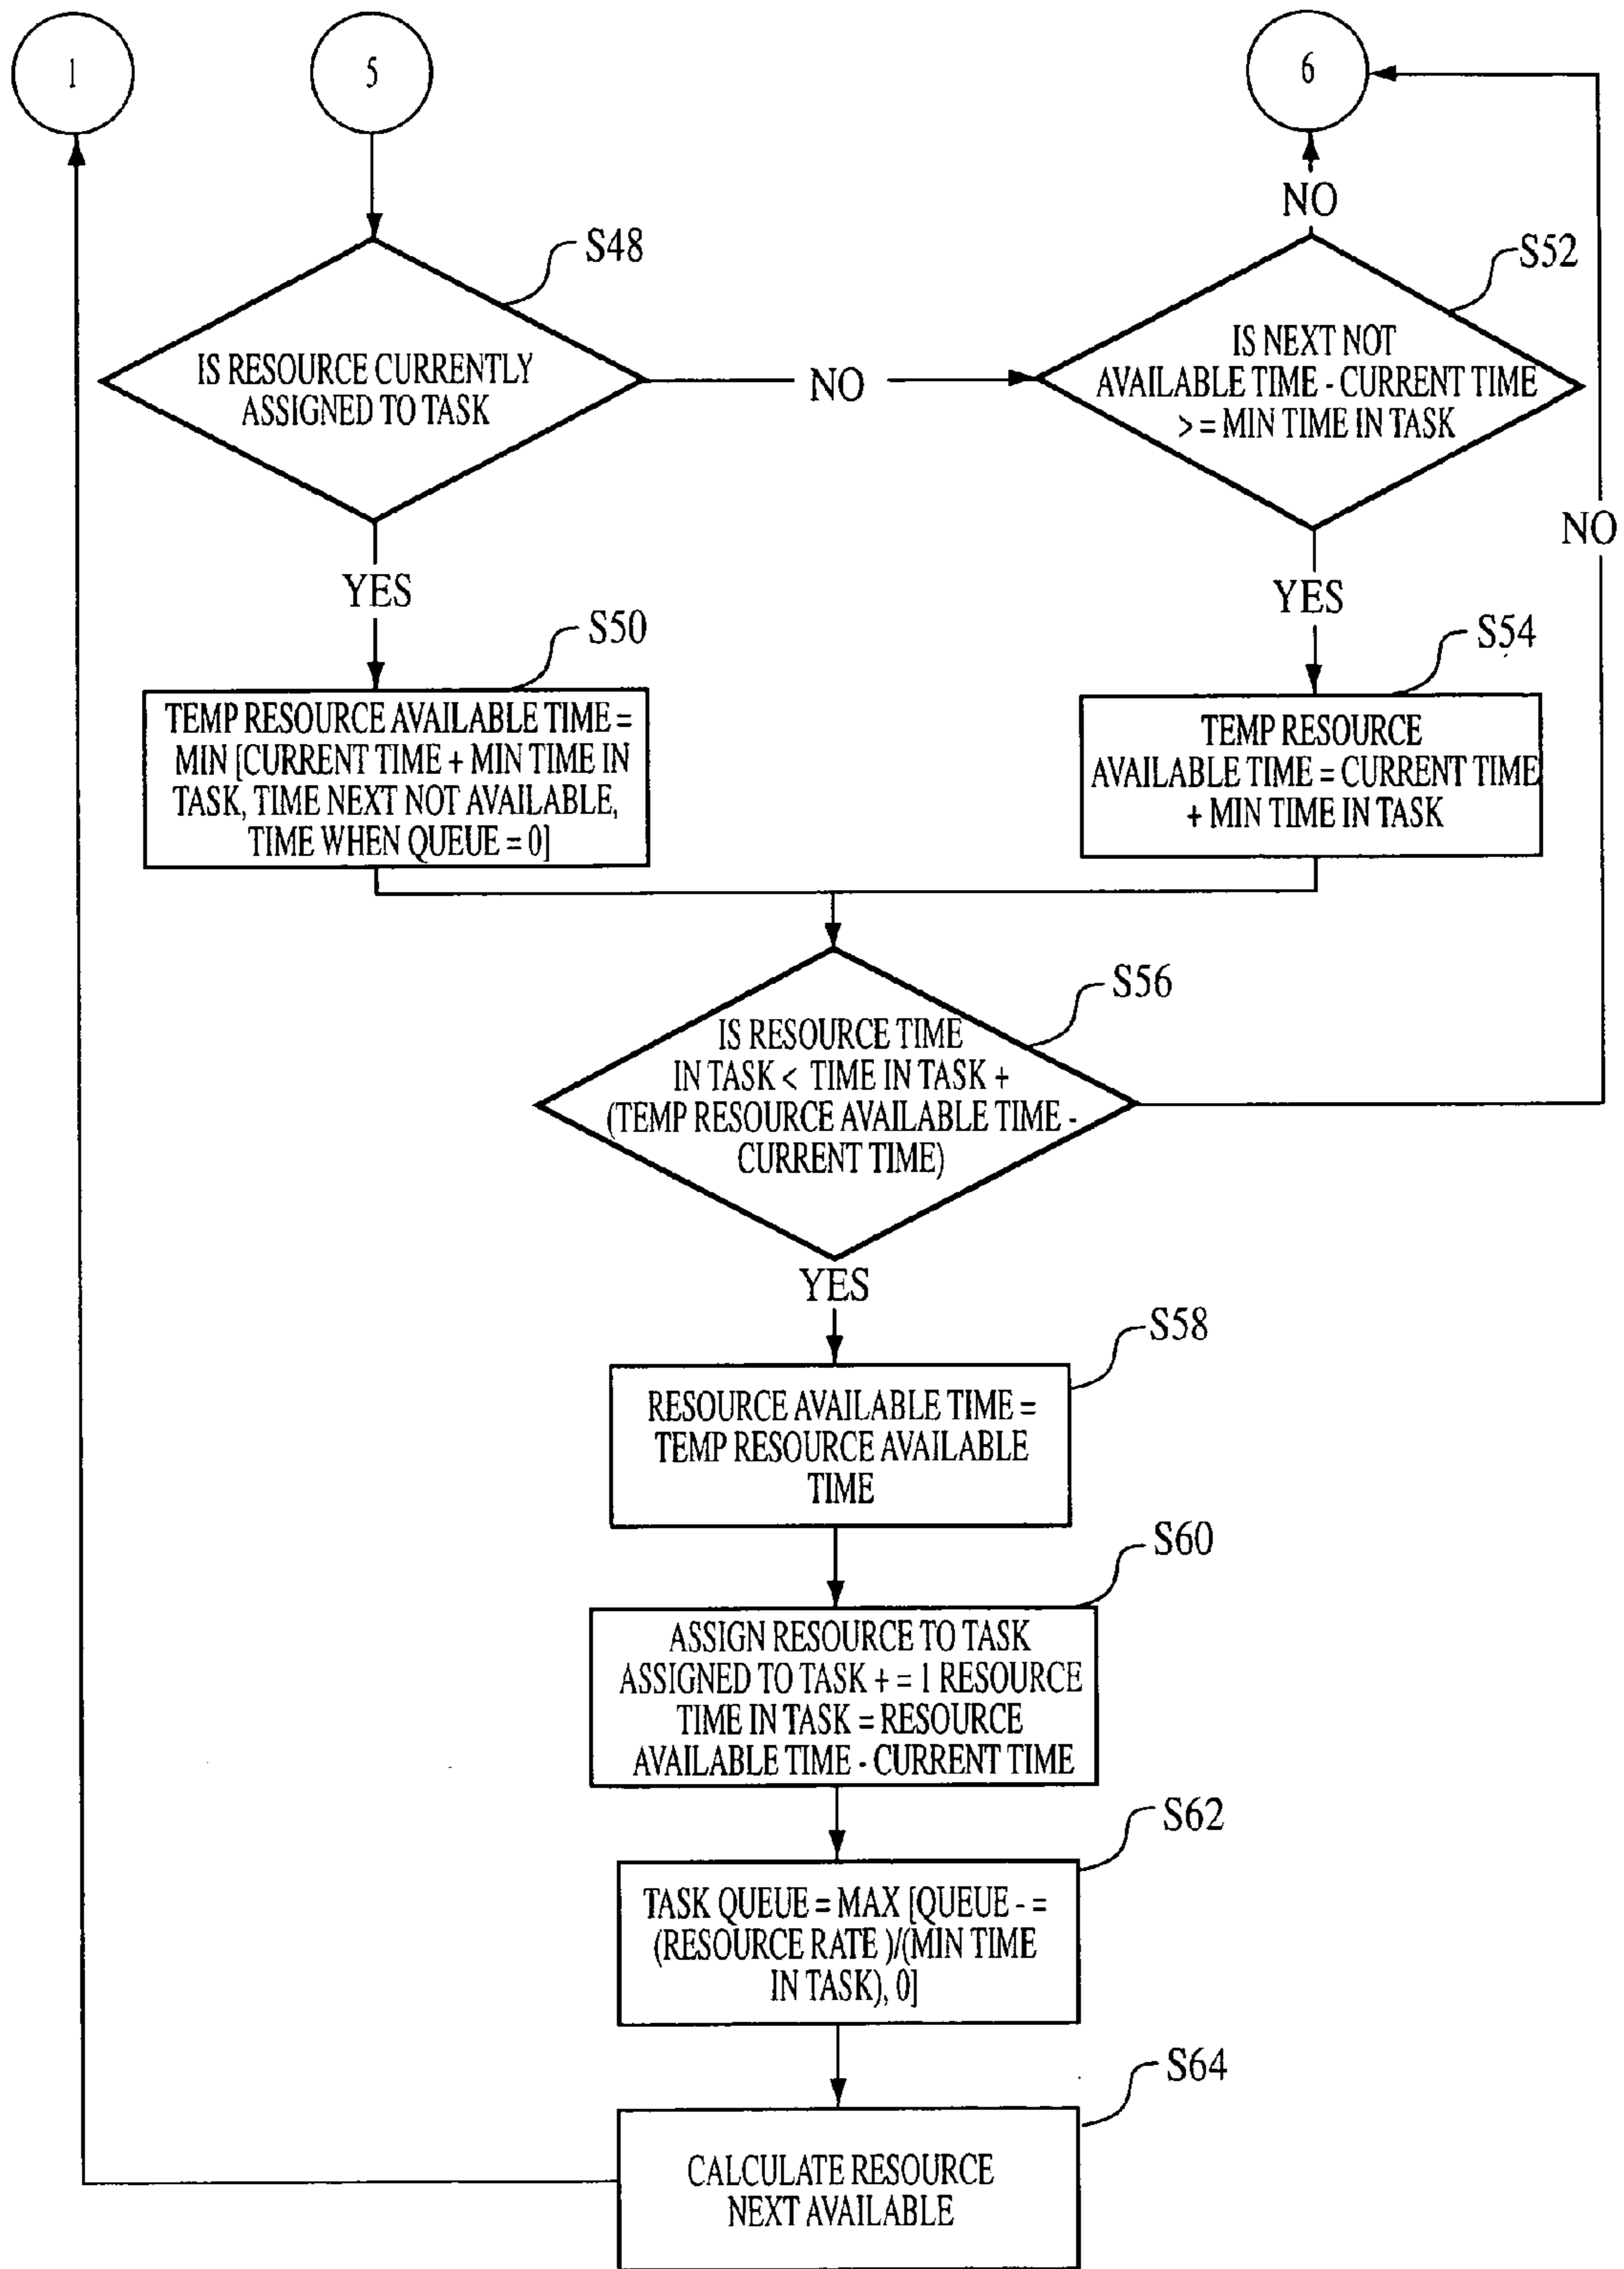 1
5
6
S48
IS RESOURCE CURRENTLY
ASSIGNED TO TASK
NO
NO
S52
IS NEXT NOT
AVAILABLE TIME - CURRENT TIME
> = MIN TIME IN TASK
NO
YES
YES
S50
TEMP RESOURCE AVAILABLE TIME =
MIN [CURRENT TIME + MIN TIME IN
TASK, TIME NEXT NOT AVAILABLE,
TIME WHEN QUEUE = 0]
S54
TEMP RESOURCE
AVAILABLE TIME = CURRENT TIME
+ MIN TIME IN TASK
S56
IS RESOURCE TIME
IN TASK < TIME IN TASK +
(TEMP RESOURCE AVAILABLE TIME -
CURRENT TIME)
YES
S58
RESOURCE AVAILABLE TIME =
TEMP RESOURCE AVAILABLE
TIME
S60
ASSIGN RESOURCE TO TASK
ASSIGNED TO TASK + = 1 RESOURCE
TIME IN TASK = RESOURCE
AVAILABLE TIME - CURRENT TIME
S62
TASK QUEUE = MAX [QUEUE - =
(RESOURCE RATE )/(MIN TIME
IN TASK), 0]
S64
CALCULATE RESOURCE
NEXT AVAILABLE